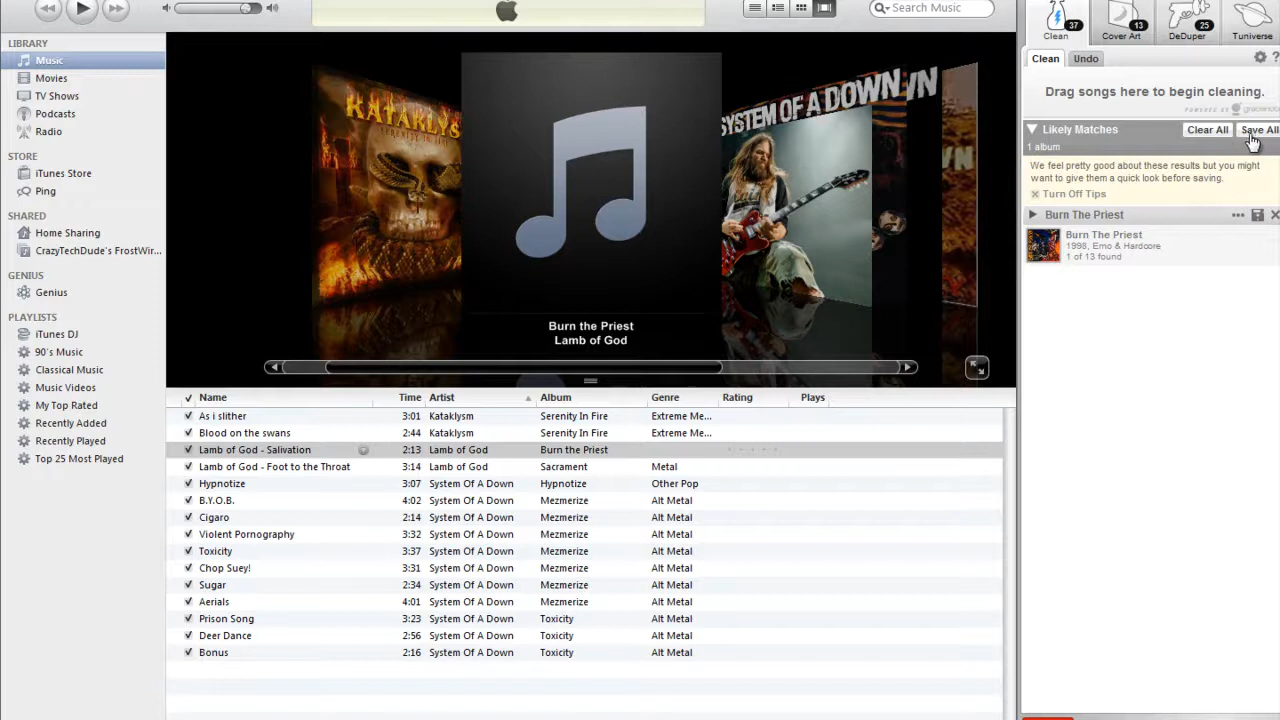 Search Music
37
13
25
Clean
Cover Art
DeDuper
Tuniverse
LIBRARY
Music
Movies
TV Shows
Podcasts
Radio
STORE
iTunes Store
Ping
SHARED
Home Sharing
CrazyTechDude's FrostWir...
GENIUS
Genius
PLAYLISTS
iTunes DJ
90's Music
Classical Music
Music Videos
My Top Rated
Recently Added
Recently Played
Top 25 Most Played
KATAKLYS
SERENITY IN FIRE
SYSTEM OF A DOWN
WN
Burn the Priest
Lamb of God
Name Time Artist Album Genre Rating Plays
As i slither 3:01 Kataklysm Serenity In Fire Extreme Me...
Blood on the swans 2:44 Kataklysm Serenity In Fire Extreme Me...
Lamb of God - Salivation 2:13 Lamb of God Burn the Priest
Lamb of God - Foot to the Throat 3:14 Lamb of God Sacrament Metal
Hypnotize 3:07 System Of A Down Hypnotize Other Pop
B.Y.O.B. 4:02 System Of A Down Mezmerize Alt Metal
Cigaro 2:14 System Of A Down Mezmerize Alt Metal
Violent Pornography 3:32 System Of A Down Mezmerize Alt Metal
Toxicity 3:37 System Of A Down Mezmerize Alt Metal
Chop Suey! 3:31 System Of A Down Mezmerize Alt Metal
Sugar 2:34 System Of A Down Mezmerize Alt Metal
Aerials 4:01 System Of A Down Mezmerize Alt Metal
Prison Song 3:23 System Of A Down Toxicity Alt Metal
Deer Dance 2:56 System Of A Down Toxicity Alt Metal
Bonus 2:16 System Of A Down Toxicity Alt Metal
Clean Undo ?
Drag songs here to begin cleaning.
POWERED BY gracenote
Likely Matches Clear All Save All
1 album
We feel pretty good about these results but you might
want to give them a quick look before saving.
Turn Off Tips
Burn The Priest
Burn The Priest
1998, Emo & Hardcore
1 of 13 found